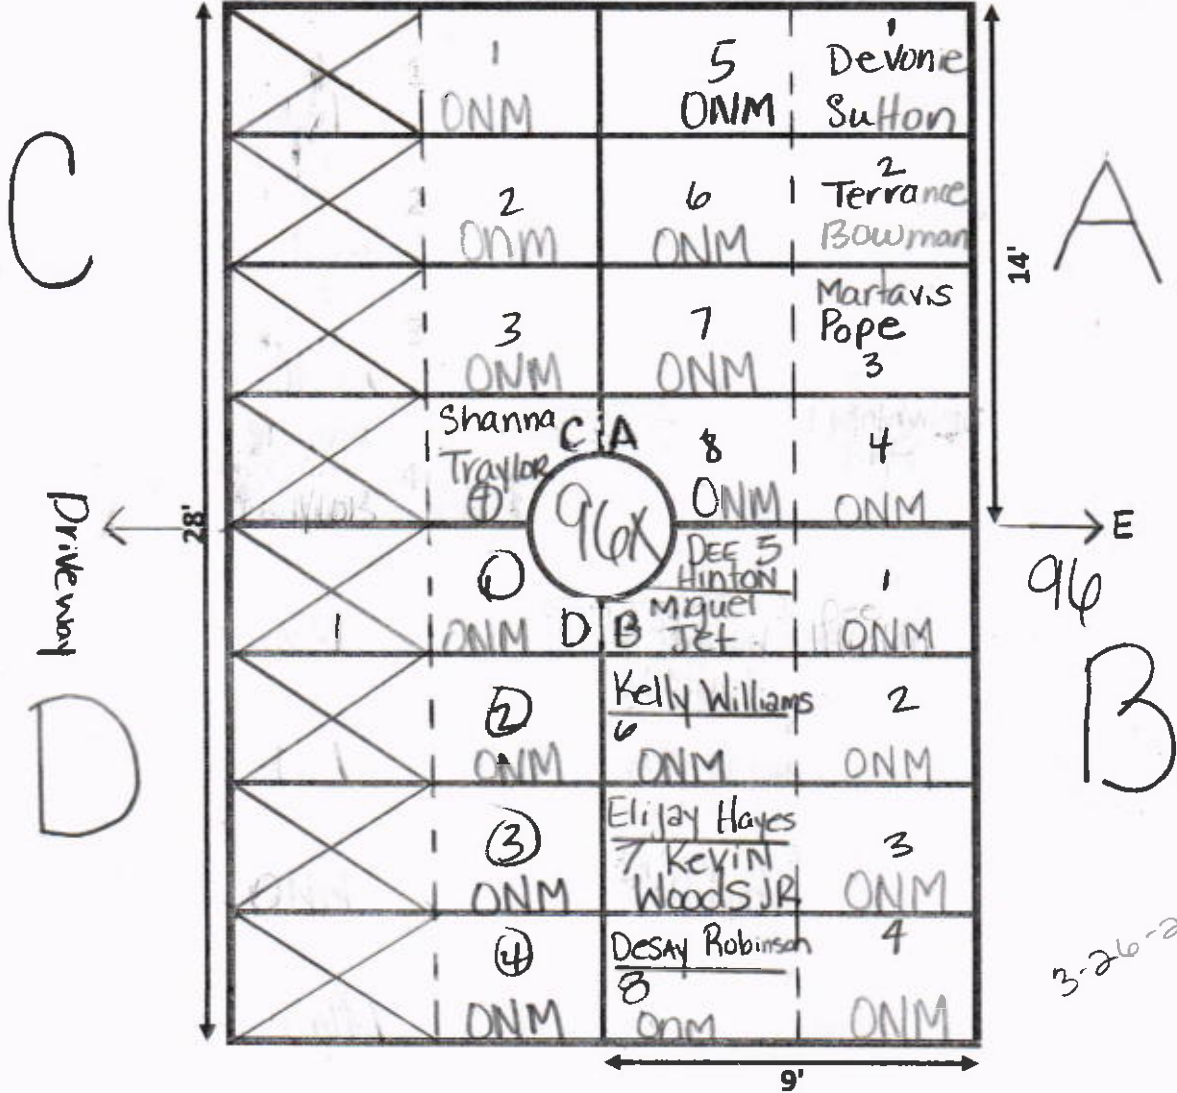 1
ONM
5
ONM
1
Devonie
Sutton
C
2
Onm
6
ONM
2
Terrance
Bowman
A
3
ONM
7
ONM
Martavis
Pope
3
14'
Shanna
Traylor
4
C A
8
ONM
4
ONM
Driveway
28'
96X
E
96
1
1
ONM
D B
DEE 5
Hinton
Miguel
Jet.
1
ONM
D
2
ONM
Kelly Williams
6
ONM
2
ONM
B
3
ONM
Elijay Hayes
7 Kevin
Woods JR
3
ONM
4
ONM
Desay Robinson
8
Onm
4
ONM
3-26-2
9'